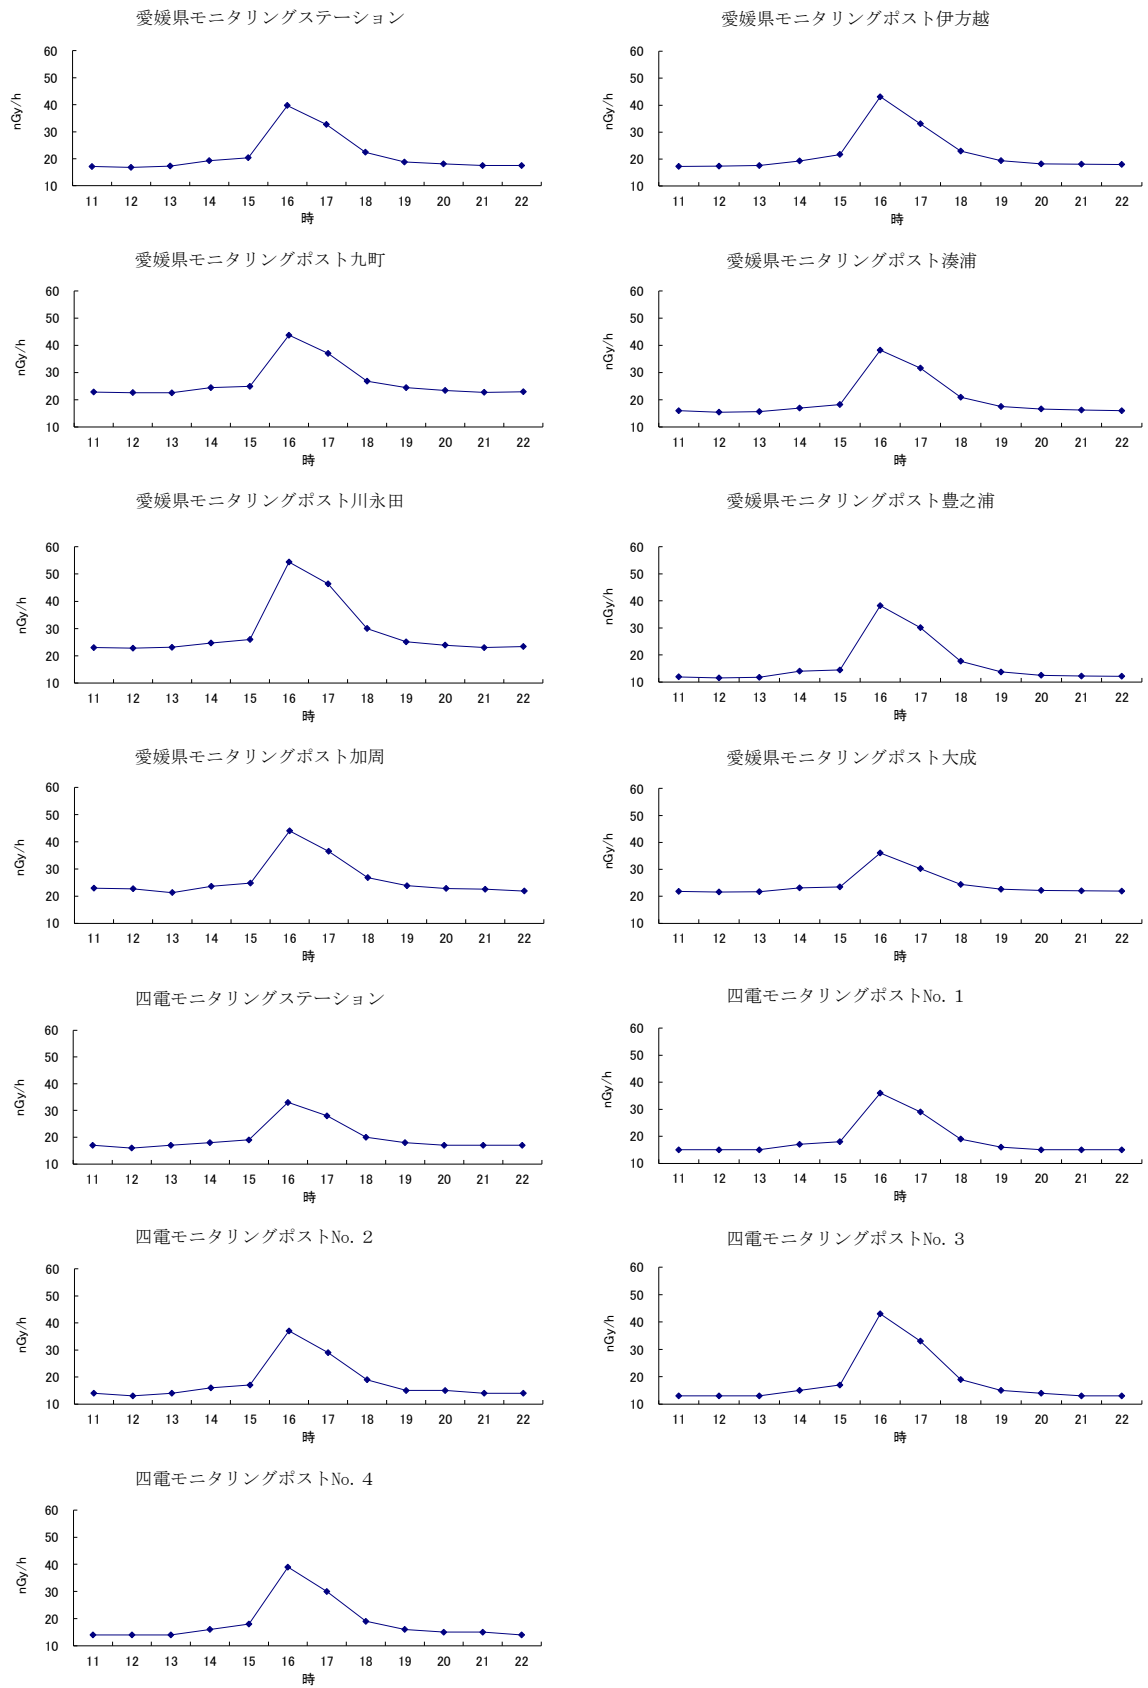 愛媛県モニタリングステーション
60
50
40
30
20
10
nGy/h
11 12 13 14 15 16 17 18 19 20 21 22
時
愛媛県モニタリングポスト伊方越
60
50
40
30
20
10
nGy/h
11 12 13 14 15 16 17 18 19 20 21 22
時
愛媛県モニタリングポスト九町
60
50
40
30
20
10
nGy/h
11 12 13 14 15 16 17 18 19 20 21 22
時
愛媛県モニタリングポスト湊浦
60
50
40
30
20
10
nGy/h
11 12 13 14 15 16 17 18 19 20 21 22
時
愛媛県モニタリングポスト川永田
60
50
40
30
20
10
nGy/h
11 12 13 14 15 16 17 18 19 20 21 22
時
愛媛県モニタリングポスト豊之浦
60
50
40
30
20
10
nGy/h
11 12 13 14 15 16 17 18 19 20 21 22
時
愛媛県モニタリングポスト加周
60
50
40
30
20
10
nGy/h
11 12 13 14 15 16 17 18 19 20 21 22
時
愛媛県モニタリングポスト大成
60
50
40
30
20
10
nGy/h
11 12 13 14 15 16 17 18 19 20 21 22
時
四電モニタリングステーション
60
50
40
30
20
10
nGy/h
11 12 13 14 15 16 17 18 19 20 21 22
時
四電モニタリングポストNo.１
60
50
40
30
20
10
nGy/h
11 12 13 14 15 16 17 18 19 20 21 22
時
四電モニタリングポストNo.２
60
50
40
30
20
10
nGy/h
11 12 13 14 15 16 17 18 19 20 21 22
時
四電モニタリングポストNo.３
60
50
40
30
20
10
nGy/h
11 12 13 14 15 16 17 18 19 20 21 22
時
四電モニタリングポストNo.４
60
50
40
30
20
10
nGy/h
11 12 13 14 15 16 17 18 19 20 21 22
時